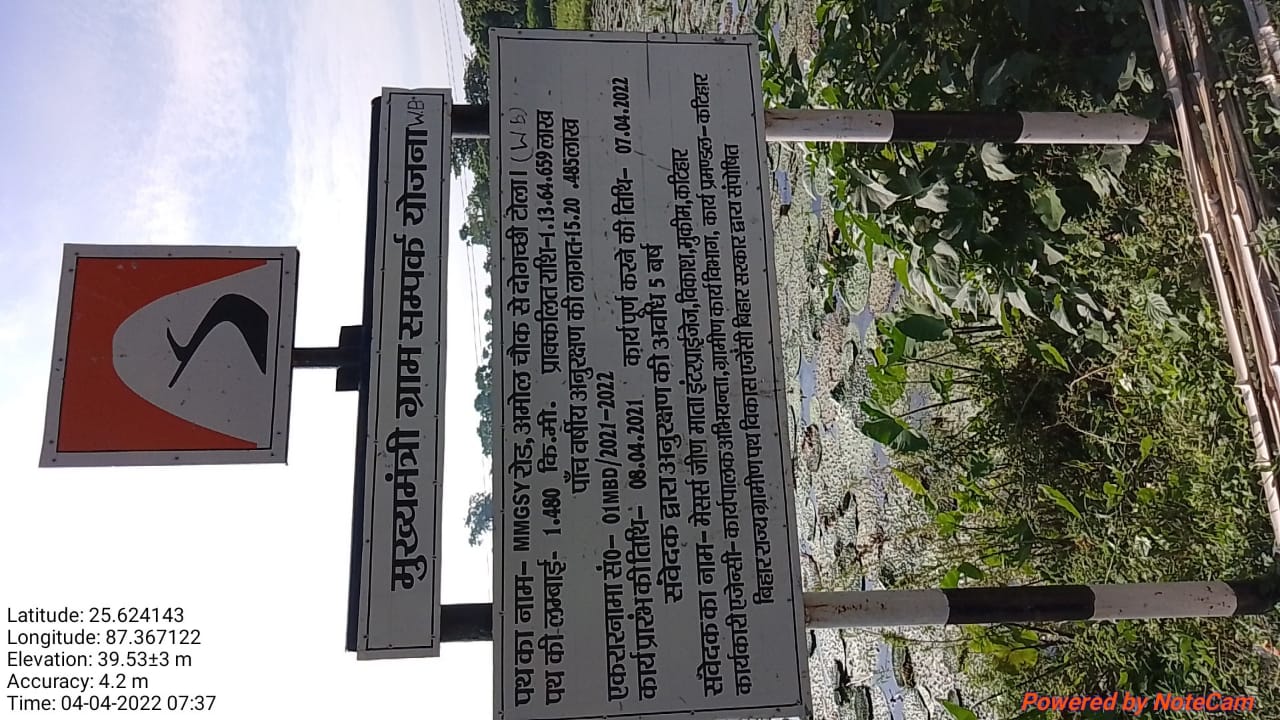 मुख्यमंत्री ग्राम सम्पर्क योजना W.B.
पथ का नाम- MMGSY रोड, अमोल चौक से दोगच्छी टोला। (W B)
पथ की लम्बाई- 1.480 कि.मी. प्राक्कलित राशि-1.13.64.659 लाख
पाँच वर्षीय अनुरक्षण की लागत-15.20 .485लाख
एकरारनामा सं0- 01MBD/2021-2022
कार्य प्रारम्भ की तिथि- 08.04.2021 कार्य पूर्ण करने की तिथि- 07.04.2022
संवेदक द्वारा अनुरक्षण की अवधि 5 वर्ष
संवेदक का नाम- मेसर्स जीण माता इंटरप्राईजेज,विकाश,मुकीम,कटिहार
कार्यकारी एजेन्सी-कार्यपालक अभियन्ता,ग्रामीण कार्य विभाग, कार्य प्रमण्डल-कटिहार
बिहार राज्य ग्रामीण पथ विकास एजेंसी बिहार सरकार द्वारा संपोषित
Latitude: 25.624143
Longitude: 87.367122
Elevation: 39.53±3 m
Accuracy: 4.2 m
Time: 04-04-2022 07:37
Powered by NoteCam